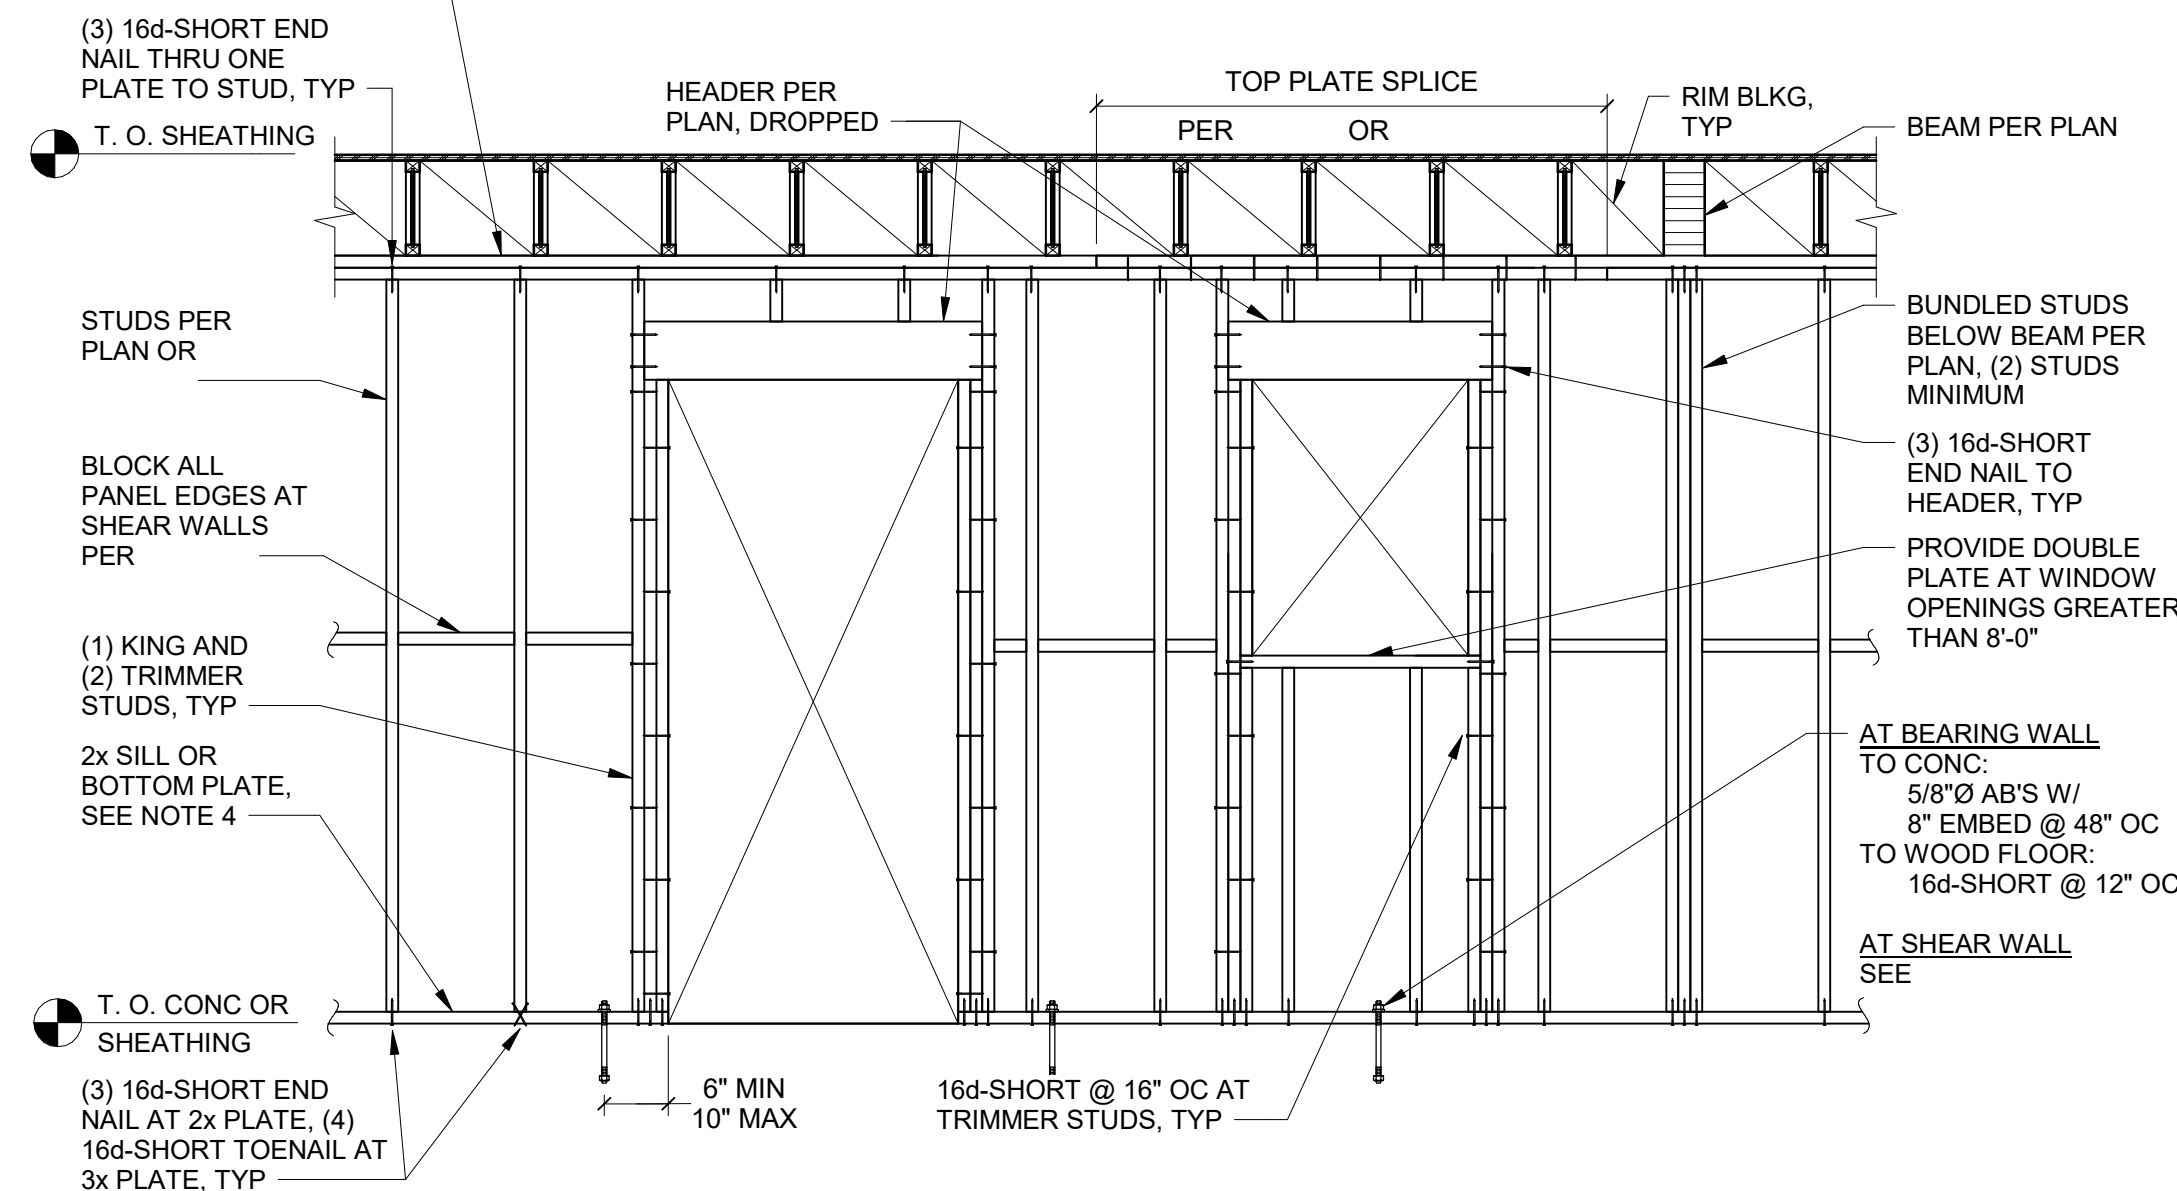 (3) 16d-SHORT END
NAIL THRU ONE
PLATE TO STUD, TYP
T. O. SHEATHING
HEADER PER
PLAN, DROPPED
TOP PLATE SPLICE
PER OR
RIM BLKG,
TYP
BEAM PER PLAN
STUDS PER
PLAN OR
BLOCK ALL
PANEL EDGES AT
SHEAR WALLS
PER
(1) KING AND
(2) TRIMMER
STUDS, TYP
2x SILL OR
BOTTOM PLATE,
SEE NOTE 4
T. O. CONC OR
SHEATHING
(3) 16d-SHORT END
NAIL AT 2x PLATE, (4)
16d-SHORT TOENAIL AT
3x PLATE, TYP
6" MIN
10" MAX
16d-SHORT @ 16" OC AT
TRIMMER STUDS, TYP
BUNDLED STUDS
BELOW BEAM PER
PLAN, (2) STUDS
MINIMUM
(3) 16d-SHORT
END NAIL TO
HEADER, TYP
PROVIDE DOUBLE
PLATE AT WINDOW
OPENINGS GREATER
THAN 8'-0"
AT BEARING WALL
TO CONC:
5/8"Ø AB'S W/
8" EMBED @ 48" OC
TO WOOD FLOOR:
16d-SHORT @ 12" OC
AT SHEAR WALL
SEE